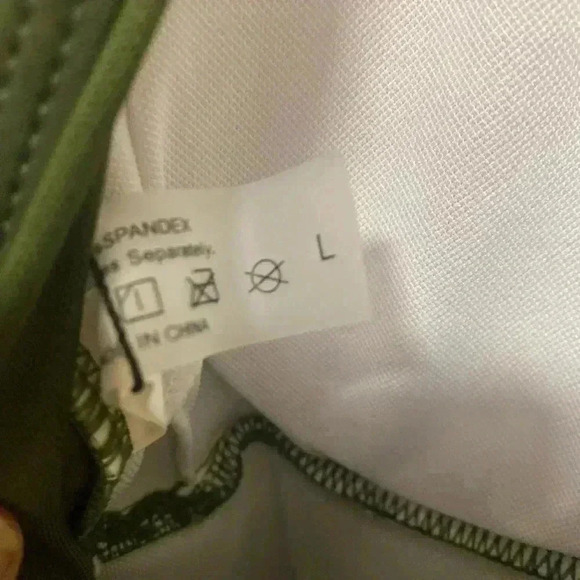 %SPANDEX
Separately.
L
IN CHINA